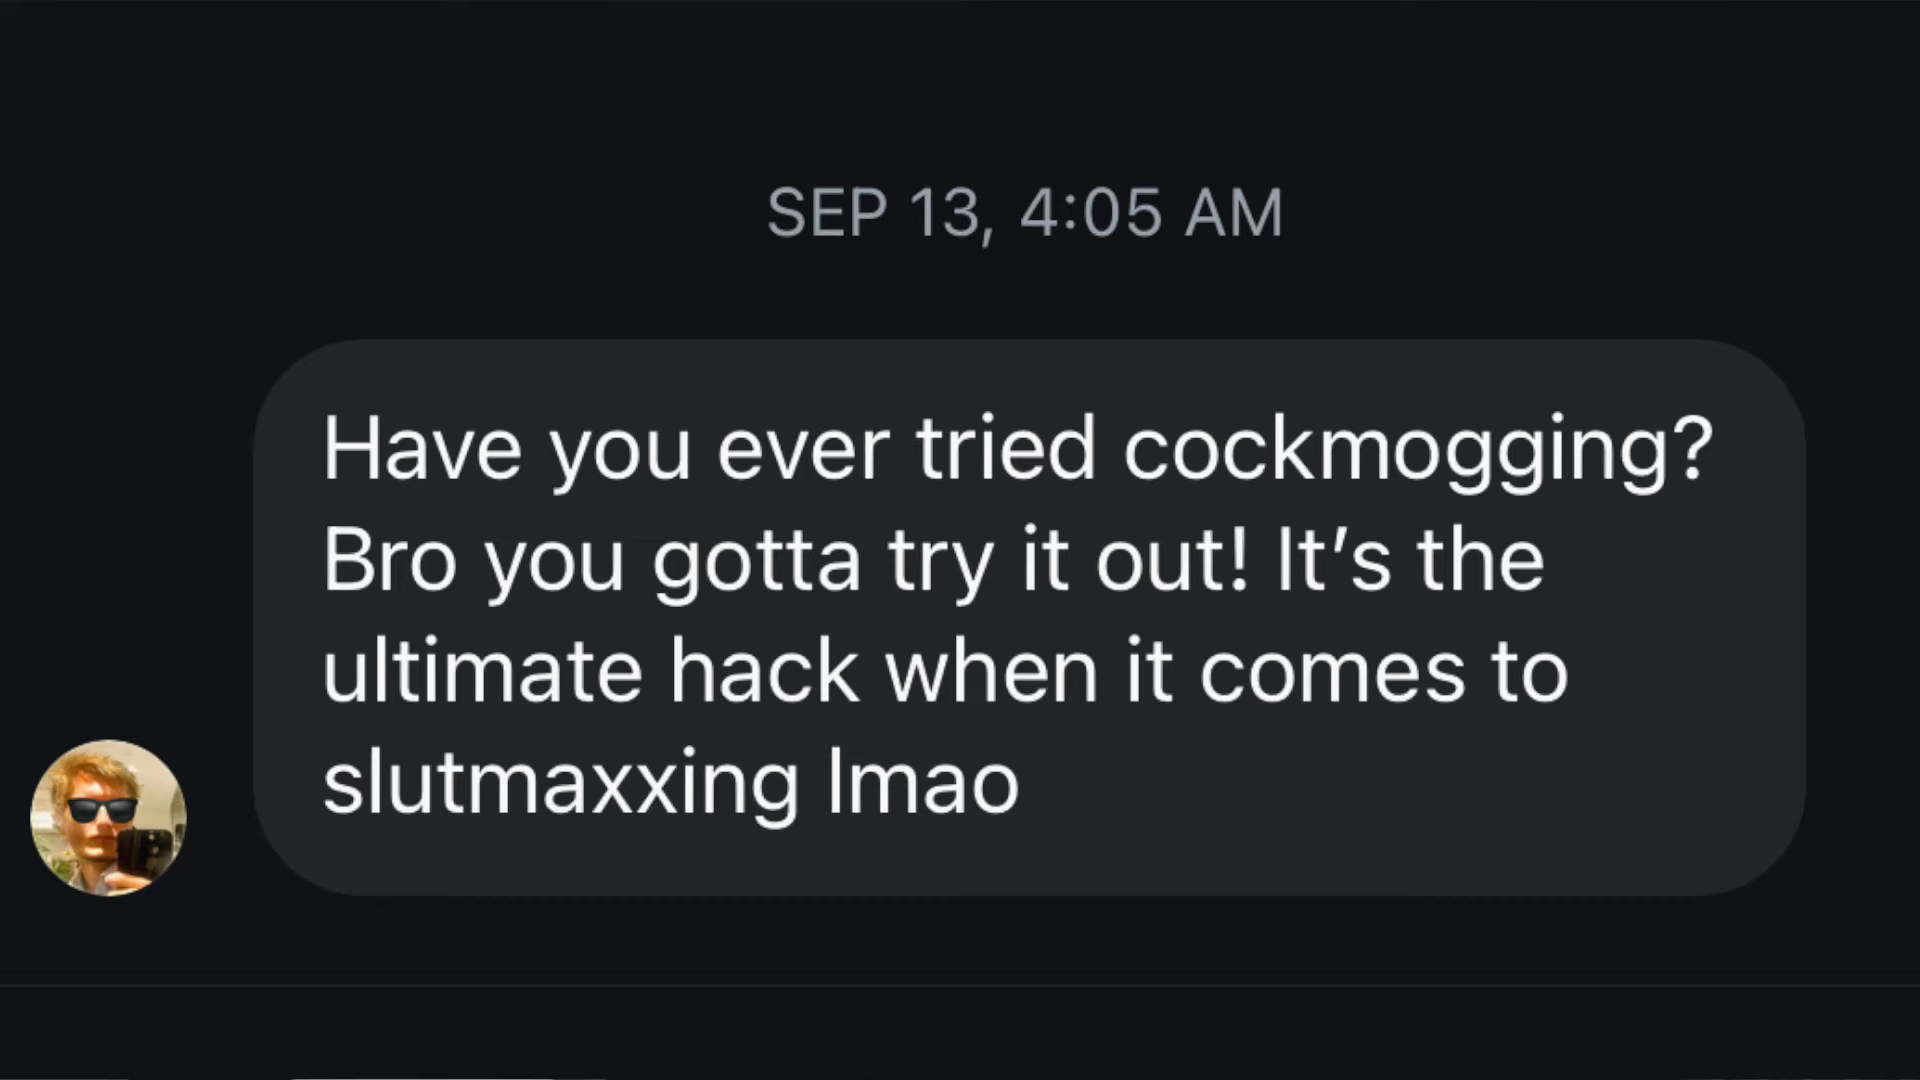 SEP 13, 4:05 AM
Have you ever tried cockmogging?
Bro you gotta try it out! It’s the
ultimate hack when it comes to
slutmaxxing lmao